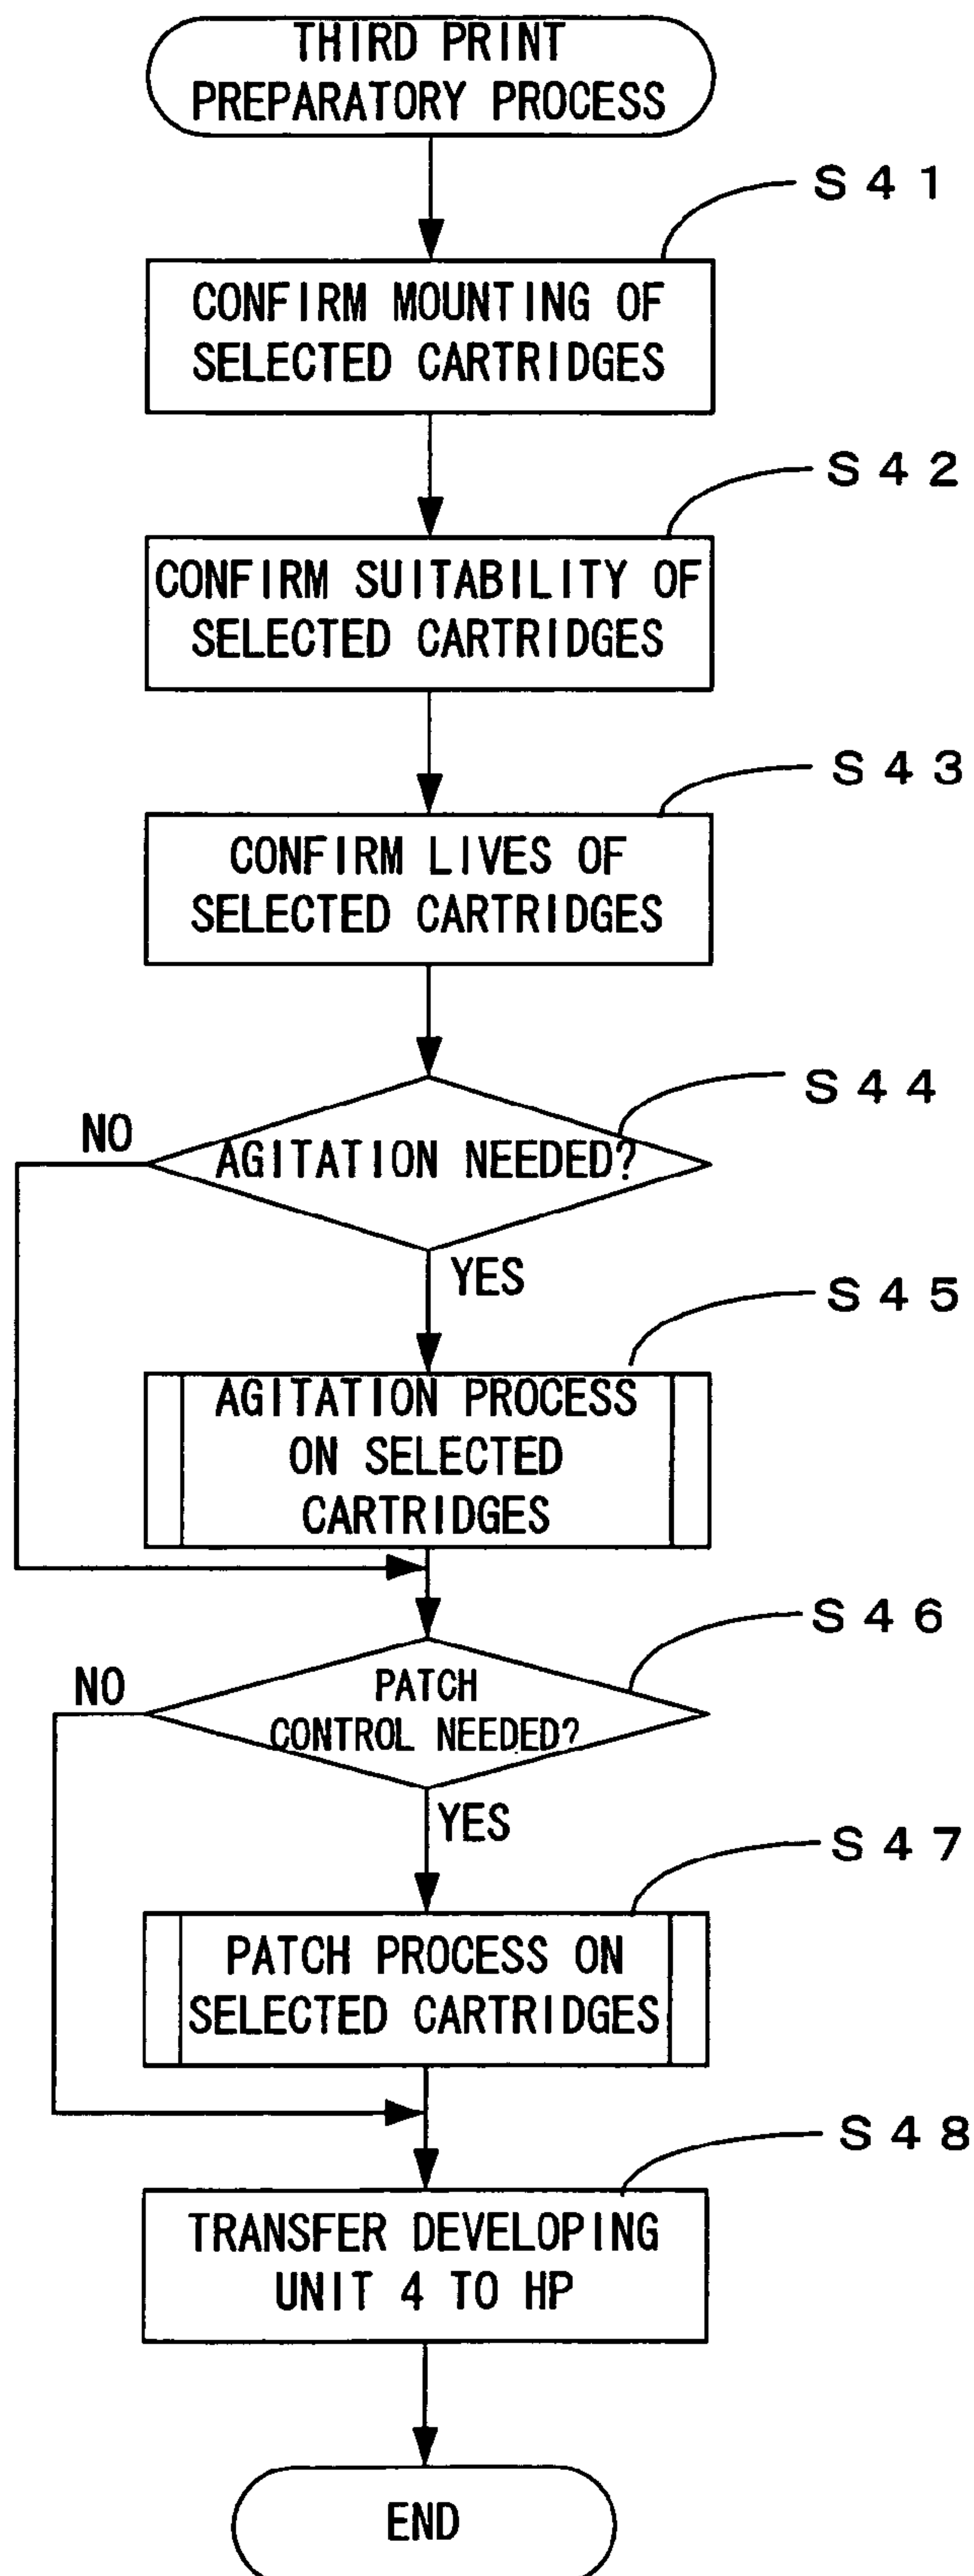 THIRD PRINT
PREPARATORY PROCESS
S41
CONFIRM MOUNTING OF
SELECTED CARTRIDGES
S42
CONFIRM SUITABILITY OF
SELECTED CARTRIDGES
S43
CONFIRM LIVES OF
SELECTED CARTRIDGES
S44
NO
AGITATION NEEDED?
YES
S45
AGITATION PROCESS
ON SELECTED
CARTRIDGES
S46
NO
PATCH
CONTROL NEEDED?
YES
S47
PATCH PROCESS ON
SELECTED CARTRIDGES
S48
TRANSFER DEVELOPING
UNIT 4 TO HP
END